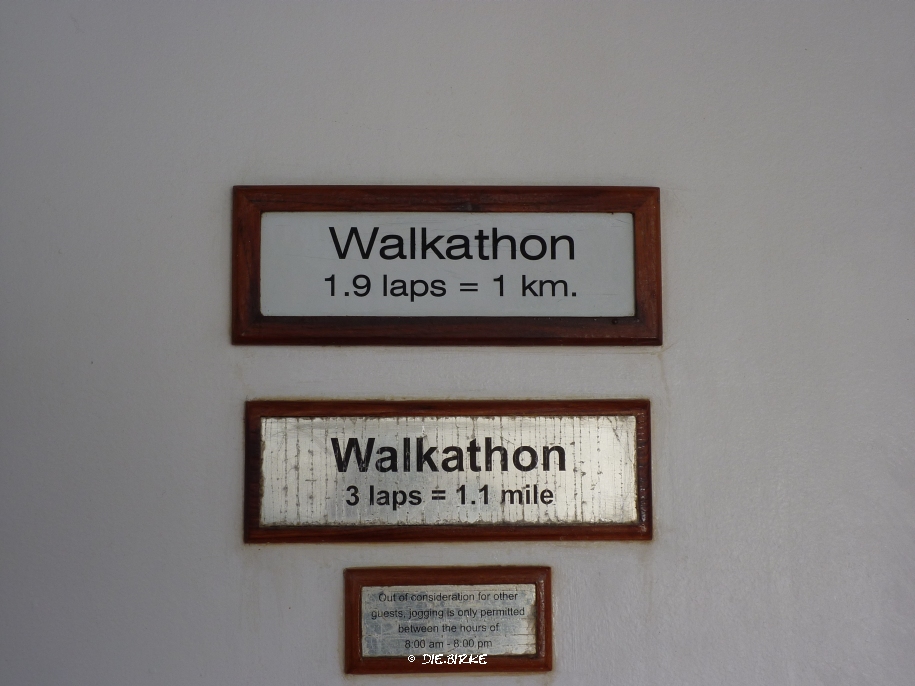 Walkathon
1.9 laps = 1 km.
Walkathon
3 laps = 1.1 mile
Out of consideration for other
guests, jogging is only permitted
between the hours of
8:00 am - 8:00 pm
© DIE.BIRKE